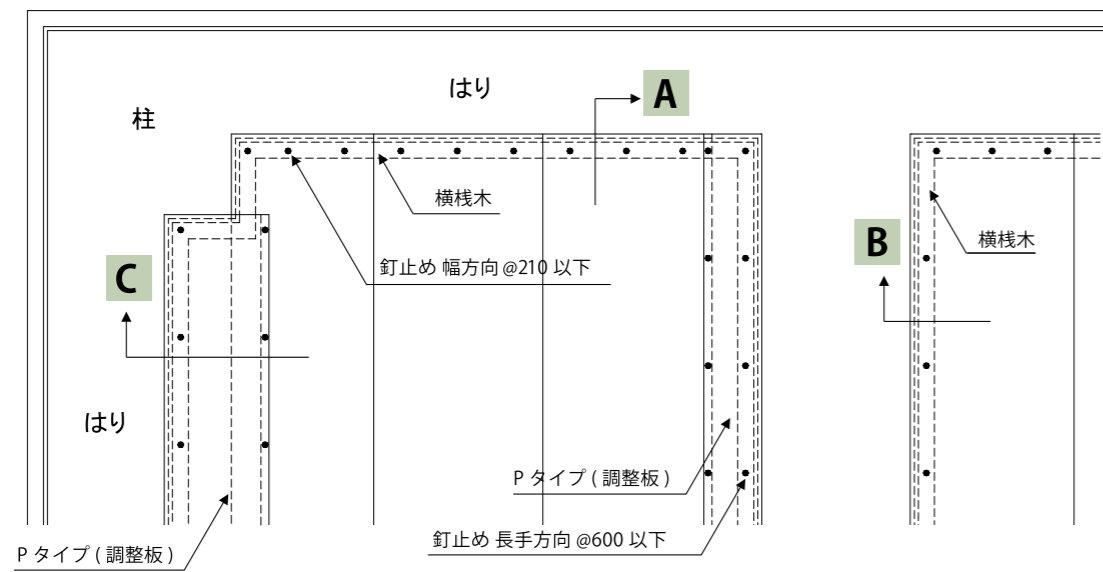 はり
A
柱
横桟木
横桟木
B
釘止め 幅方向 @210 以下
C
はり
P タイプ ( 調整板 )
釘止め 長手方向 @600 以下
P タイプ ( 調整板 )